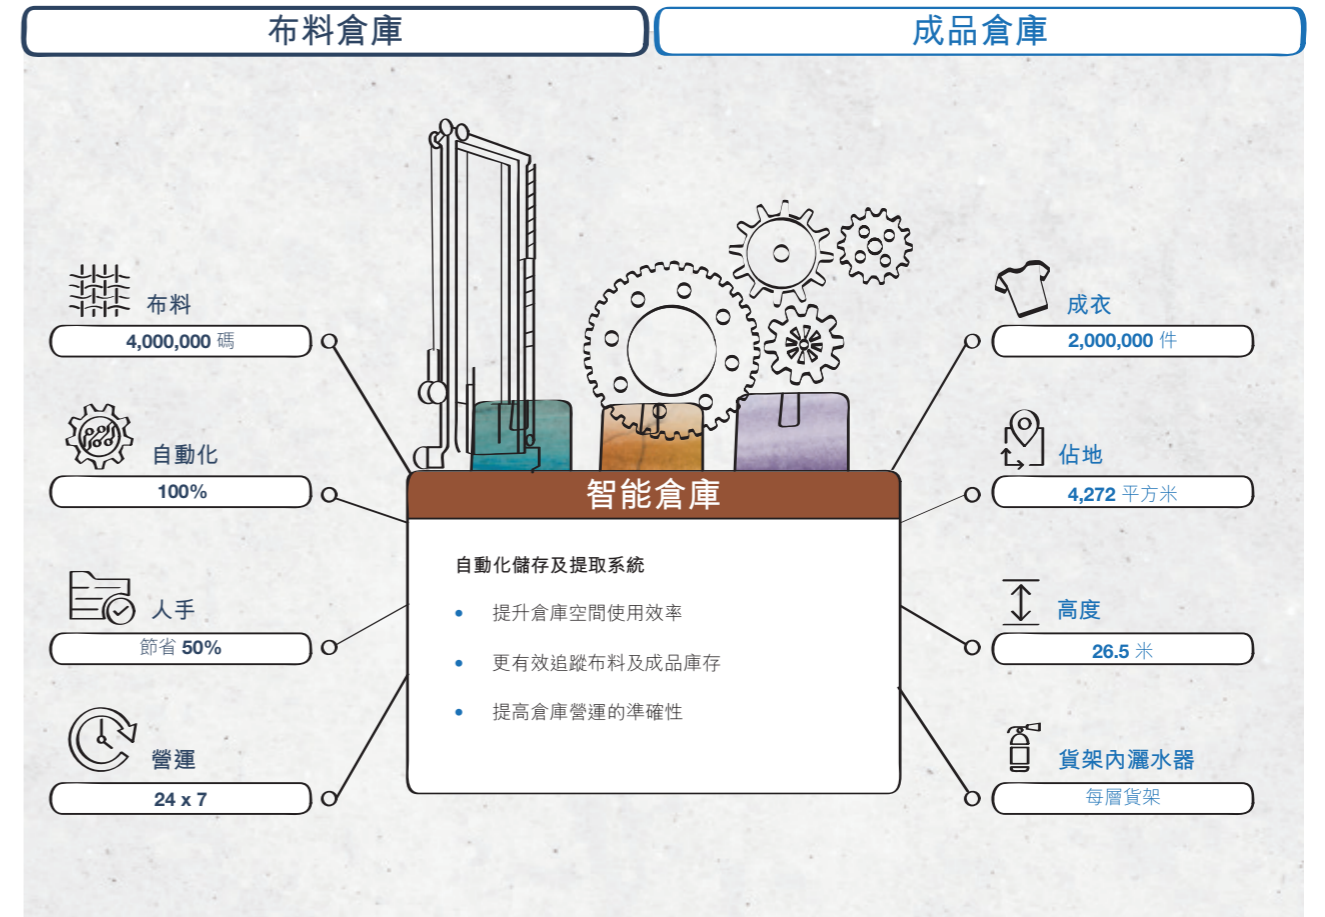 布料倉庫
成品倉庫
布料
4,000,000 碼
自動化
100%
人手
節省 50%
營運
24 x 7
智能倉庫
自動化儲存及提取系統
• 提升倉庫空間使用效率
• 更有效追蹤布料及成品庫存
• 提高倉庫營運的準確性
成衣
2,000,000 件
佔地
4,272 平方米
高度
26.5 米
貨架內灑水器
每層貨架